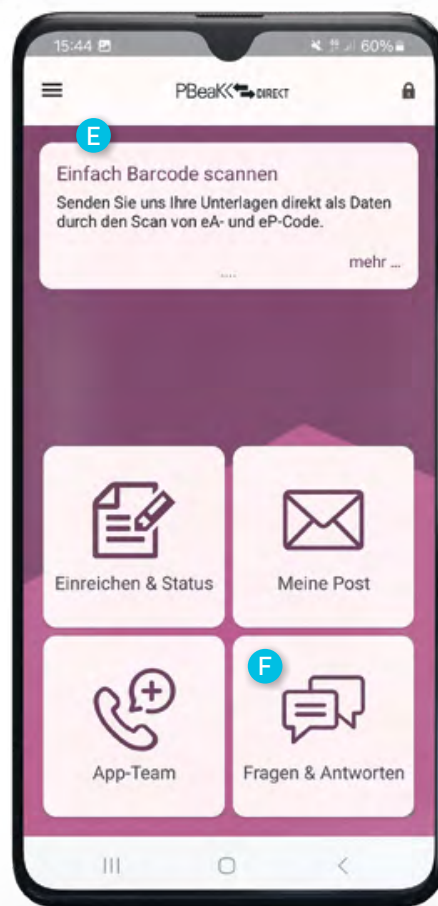 15:44
60%
PBeaKK DIRECT
E
Einfach Barcode scannen
Senden Sie uns Ihre Unterlagen direkt als Daten
durch den Scan von eA- und eP-Code.
mehr ...
....
Einreichen & Status
Meine Post
F
App-Team
Fragen & Antworten